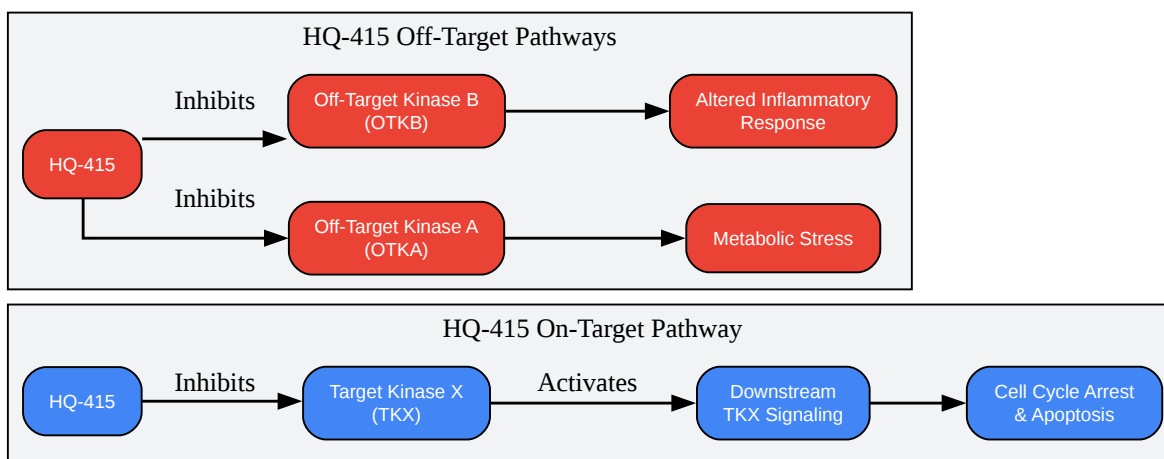 HQ-415 Off-Target Pathways
Inhibits
Off-Target Kinase B
(OTKB)
Altered Inflammatory
Response
HQ-415
Inhibits
Off-Target Kinase A
(OTKA)
Metabolic Stress
HQ-415 On-Target Pathway
HQ-415
Inhibits
Target Kinase X
(TKX)
Activates
Downstream
TKX Signaling
Cell Cycle Arrest
& Apoptosis